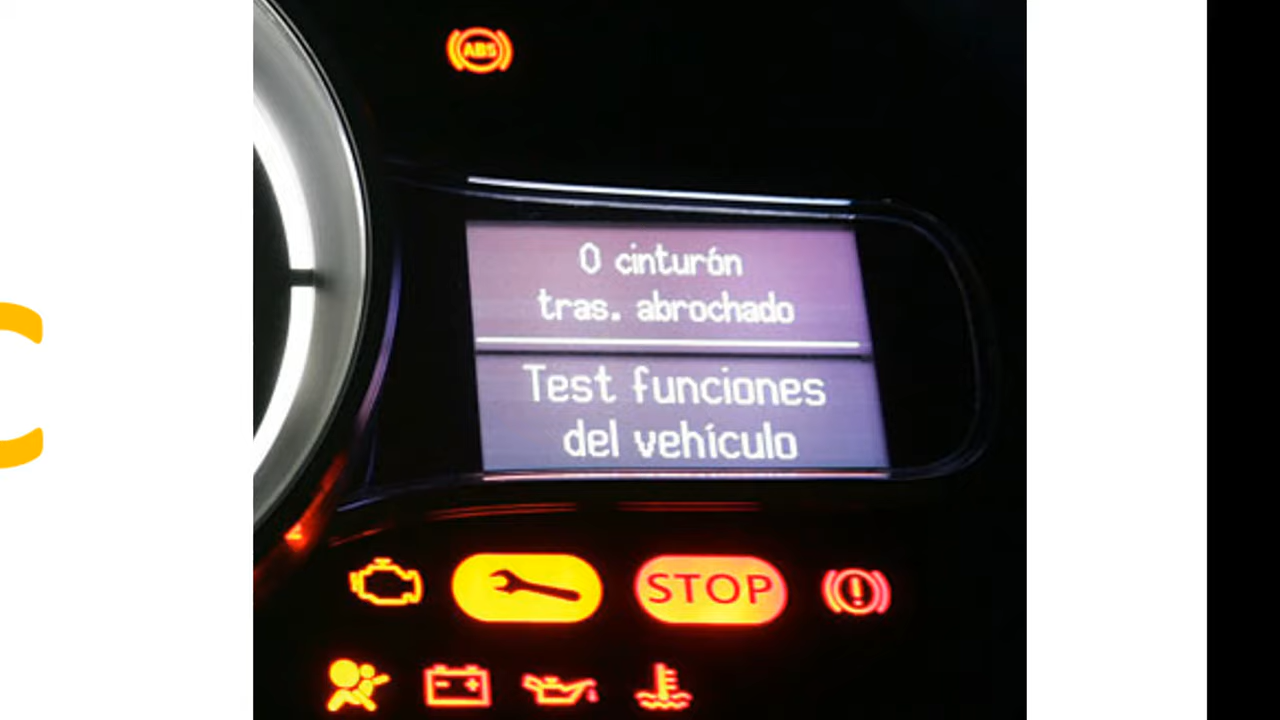 ABS
0 cinturón
tras. abrochado
Test funciones
del vehículo
STOP